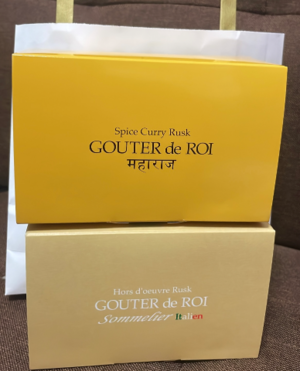 Spice Curry Rusk
GOUTER de ROI
महाराज
Hors d'oeuvre Rusk
GOUTER de ROI
Sommelier Italien